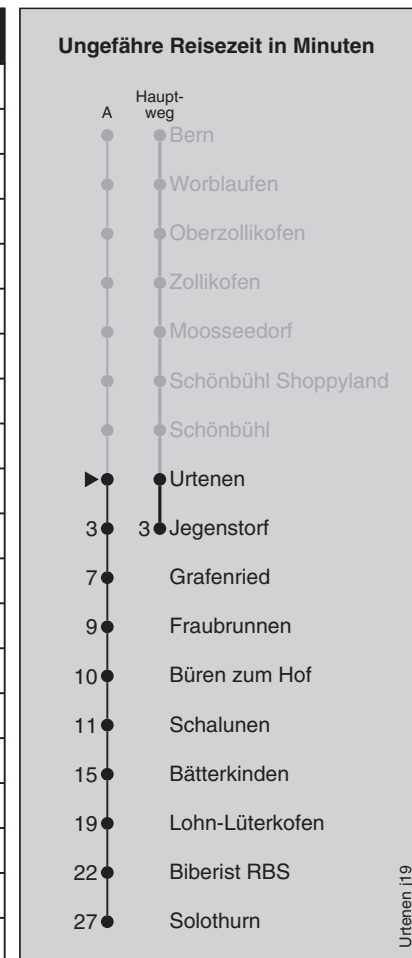 Ungefähre Reisezeit in Minuten
A Haupt-
weg
Bern
Worblaufen
Oberzollikofen
Zollikofen
Moosseedorf
Schönbühl Shoppyland
Schönbühl
Urtenen
3 3 Jegenstorf
7 Grafenried
9 Fraubrunnen
10 Büren zum Hof
11 Schalunen
15 Bätterkinden
19 Lohn-Lüterkofen
22 Biberist RBS
27 Solothurn
Urtenen i19